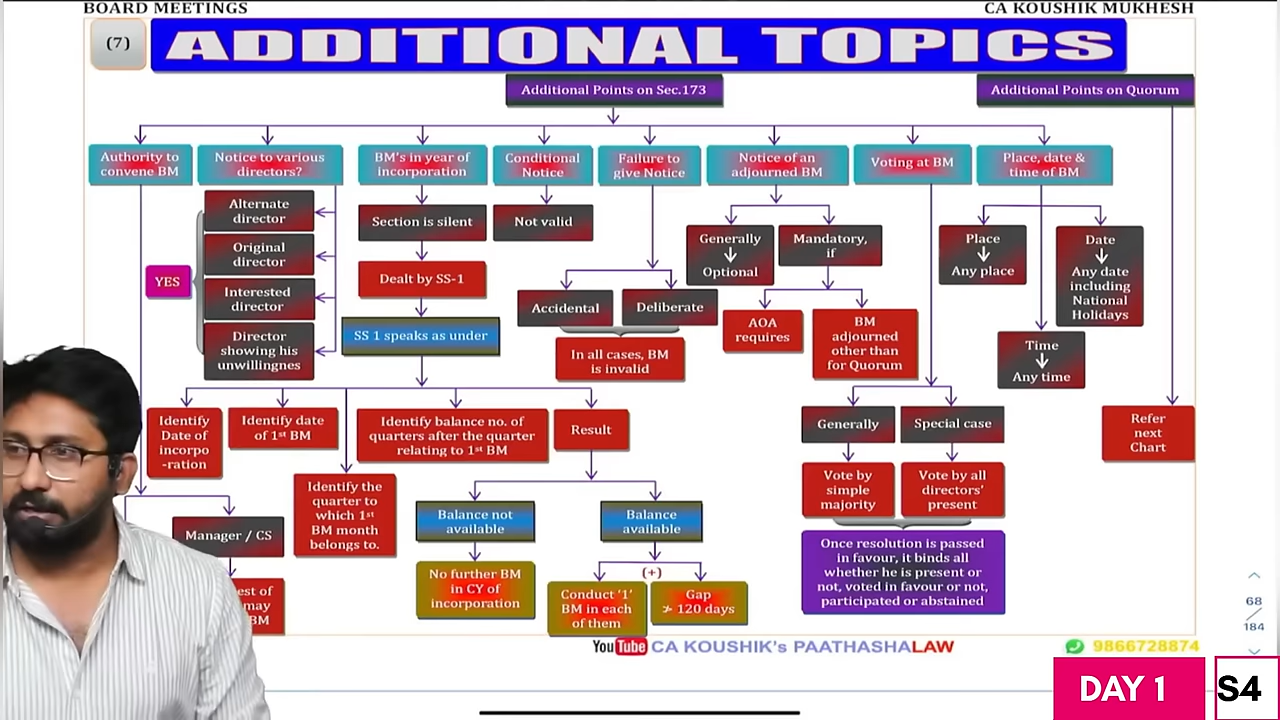 BOARD MEETINGS
CA KOUSHIK MUKHESH
(7)
ADDITIONAL TOPICS
Additional Points on Sec.173
Additional Points on Quorum
Authority to
convene BM
Notice to various
directors?
BM's in year of
incorporation
Conditional
Notice
Failure to
give Notice
Notice of an
adjourned BM
Voting at BM
Place, date &
time of BM
Alternate
director
Original
director
Interested
director
Director
showing his
unwillingnes
YES
Section is silent
Dealt by SS-1
SS 1 speaks as under
Not valid
Accidental
Deliberate
In all cases, BM
is invalid
Generally
Optional
Mandatory,
if
AOA
requires
BM
adjourned
other than
for Quorum
Place
Any place
Date
Any date
including
National
Holidays
Time
Any time
Identify
Date of
incorpo
-ration
Identify date
of 1st BM
Identify the
quarter to
which 1st
BM month
belongs to.
Identify balance no. of
quarters after the quarter
relating to 1st BM
Result
Balance not
available
Balance
available
No further BM
in CY of
incorporation
(+)
Conduct '1'
BM in each
of them
Gap
≯ 120 days
Generally
Special case
Vote by
simple
majority
Vote by all
directors'
present
Once resolution is passed
in favour, it binds all
whether he is present or
not, voted in favour or not,
participated or abstained
Refer
next
Chart
Manager / CS
est of
may
BM
YouTube CA KOUSHIK's PAATHASHALAW
9866728874
68
184
DAY 1
S4